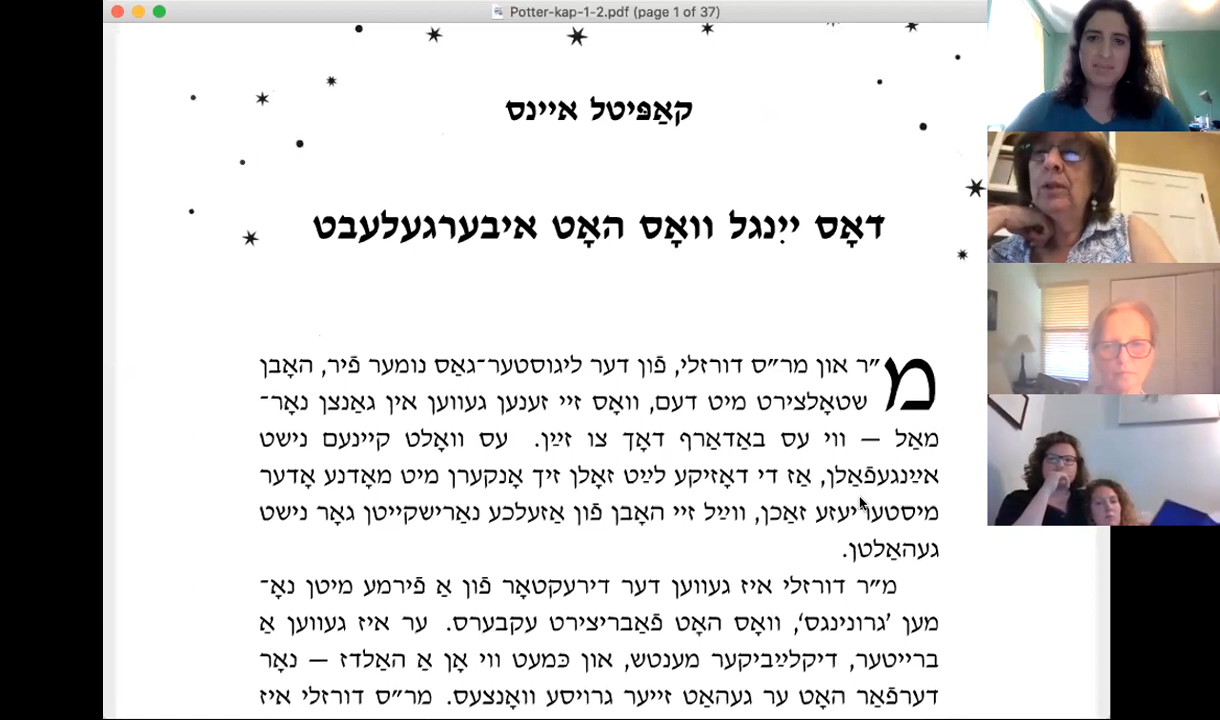 Potter-kap-1-2.pdf (page 1 of 37)
קאַפּיטל איינס
דאָס ייִנגל וואָס האָט איבערגעלעבט
מ״ר און מר״ס דורזלי, פֿון דער ליגוסטער־גאַס נומער פֿיר, האָבן
שטאָלצירט מיט דעם, וואָס זיי זענען געווען אין גאַנצן נאָר־
מאַל — ווי עס באַדאַרף דאָך צו זײַן. עס וואָלט קיינעם נישט
אײַנגעפֿאַלן, אַז די דאָזיקע לײַט זאָלן זיך אָנקערן מיט מאָדנע אָדער
מיסטעריעזע זאַכן, ווײַל זיי האָבן פֿון אַזעלכע נאַרישקייטן גאָר נישט
געהאַלטן.
מ״ר דורזלי איז געווען דער דירעקטאָר פֿון אַ פֿירמע מיטן נאָ־
מען ’גרונינגס‘, וואָס האָט פֿאַבריצירט עקבערס. ער איז געווען אַ
ברייטער, דיקלײַביקער מענטש, און כּמעט ווי אָן אַ האַלדז — נאָר
דערפֿאַר האָט ער געהאַט זייער גרויסע וואָנצעס. מר״ס דורזלי איז